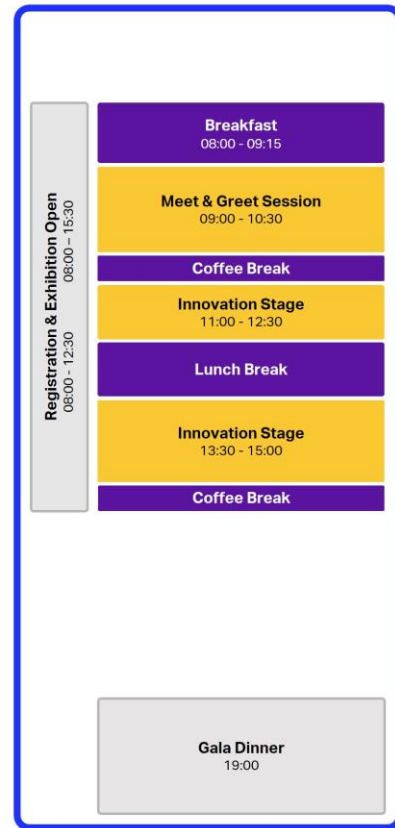 Registration & Exhibition Open
08:00 - 12:30 08:00 – 15:30
Breakfast
08:00 - 09:15
Meet & Greet Session
09:00 - 10:30
Coffee Break
Innovation Stage
11:00 - 12:30
Lunch Break
Innovation Stage
13:30 - 15:00
Coffee Break
Gala Dinner
19:00